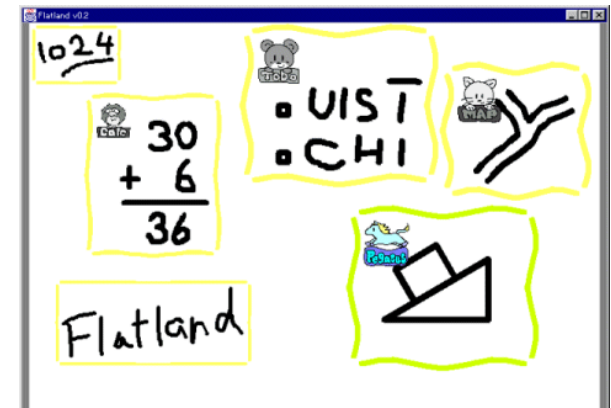 Flatland v0.2
1024
ToDo
UIST
CHI
MAP
Calc
30
+ 6
36
Pegasus
Flatland